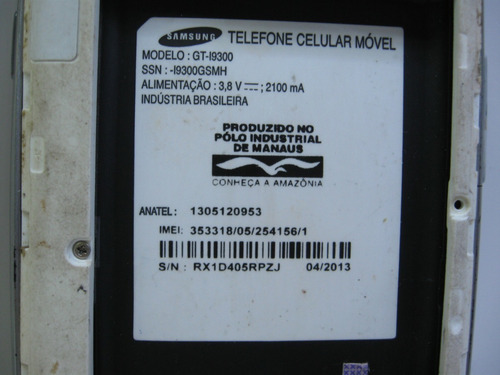 SAMSUNG TELEFONE CELULAR MÓVEL
MODELO : GT-I9300
SSN : -I9300GSMH
ALIMENTAÇÃO : 3,8 V ⎓ ; 2100 mA
INDÚSTRIA BRASILEIRA
PRODUZIDO NO
PÓLO INDUSTRIAL
DE MANAUS
CONHEÇA A AMAZÔNIA
ANATEL : 1305120953
IMEI: 353318/05/254156/1
S/N : RX1D405RPZJ 04/2013